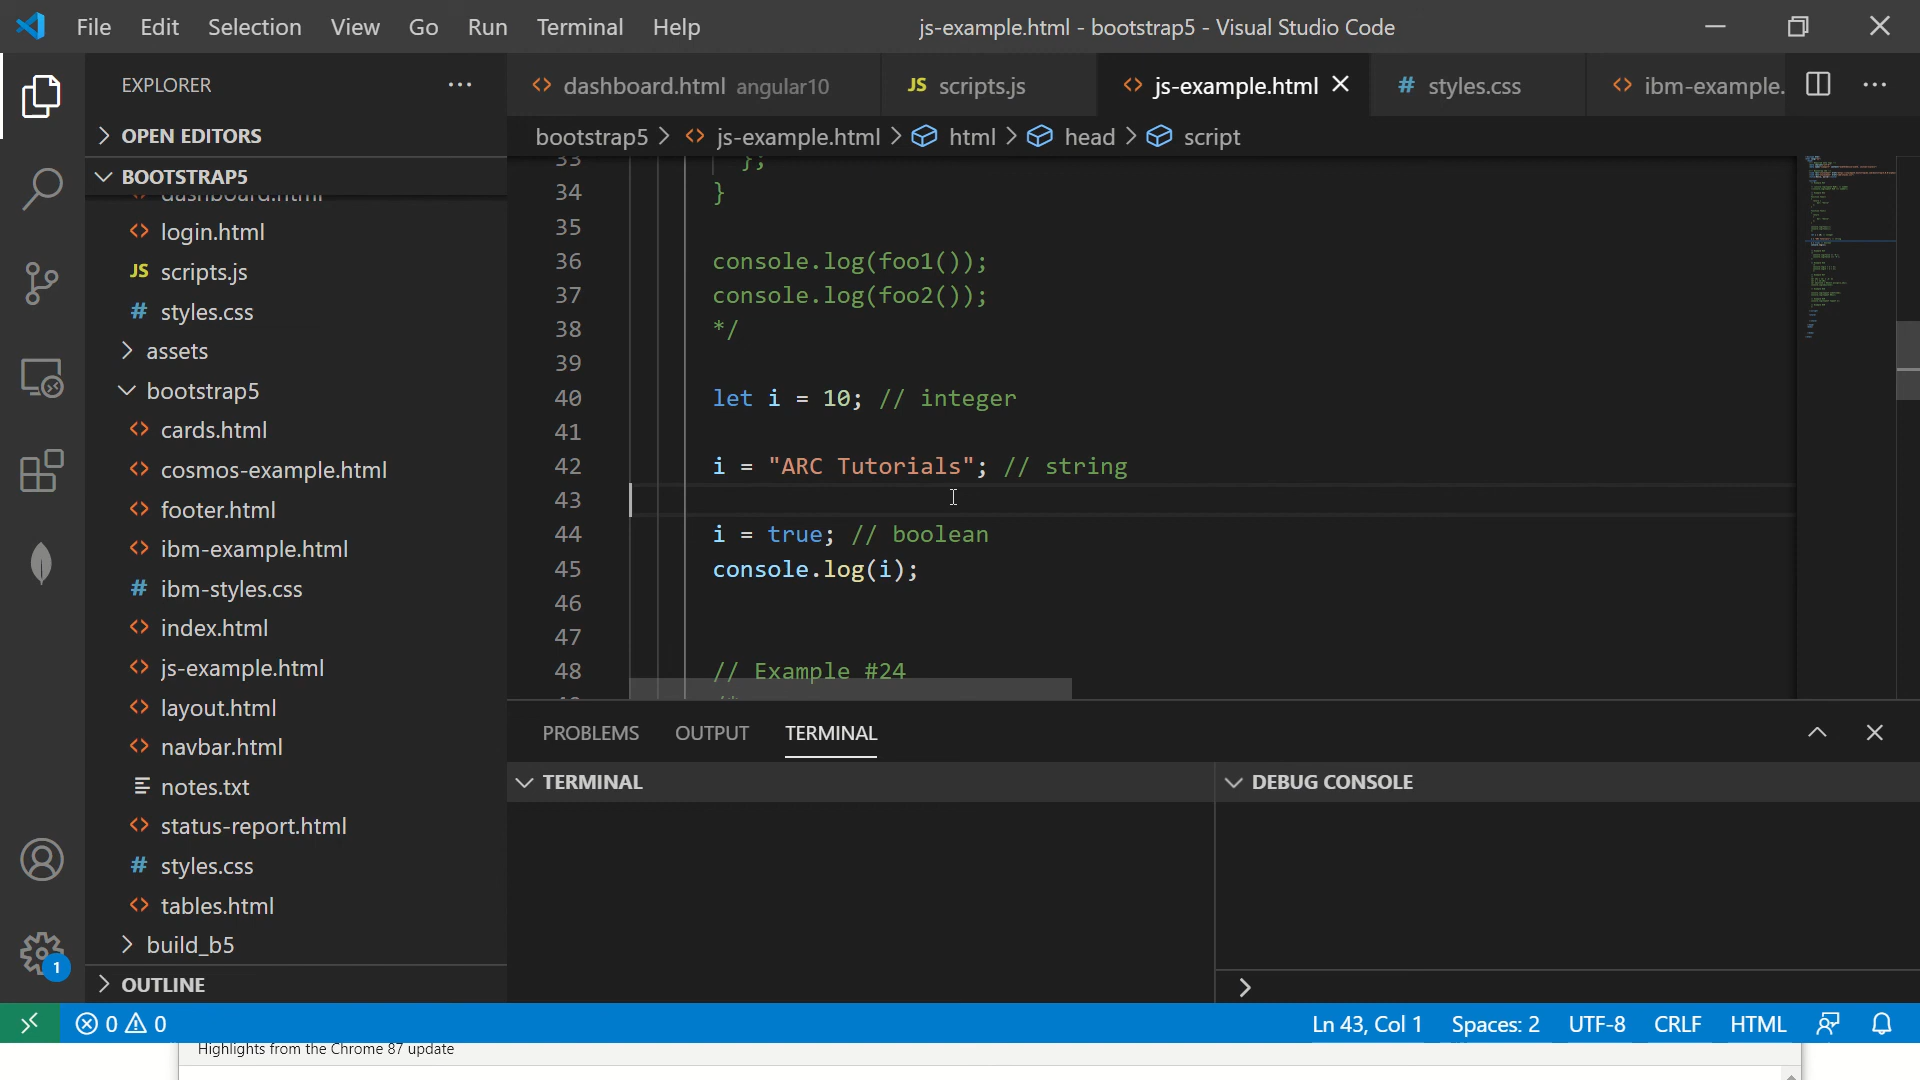 File Edit Selection View Go Run Terminal Help js-example.html - bootstrap5 - Visual Studio Code
EXPLORER
dashboard.html angular10 JS scripts.js js-example.html # styles.css ibm-example.
OPEN EDITORS
bootstrap5 > js-example.html > html > head > script
BOOTSTRAP5
dashboard.html
login.html
JS scripts.js
# styles.css
assets
bootstrap5
cards.html
cosmos-example.html
footer.html
ibm-example.html
# ibm-styles.css
index.html
js-example.html
layout.html
navbar.html
notes.txt
status-report.html
# styles.css
tables.html
build_b5
OUTLINE
33 };
34 }
35
36 console.log(foo1());
37 console.log(foo2());
38 */
39
40 let i = 10; // integer
41
42 i = "ARC Tutorials"; // string
43
44 i = true; // boolean
45 console.log(i);
46
47
48 // Example #24
PROBLEMS OUTPUT TERMINAL
TERMINAL
DEBUG CONSOLE
1
0 0 Ln 43, Col 1 Spaces: 2 UTF-8 CRLF HTML
Highlights from the Chrome 87 update